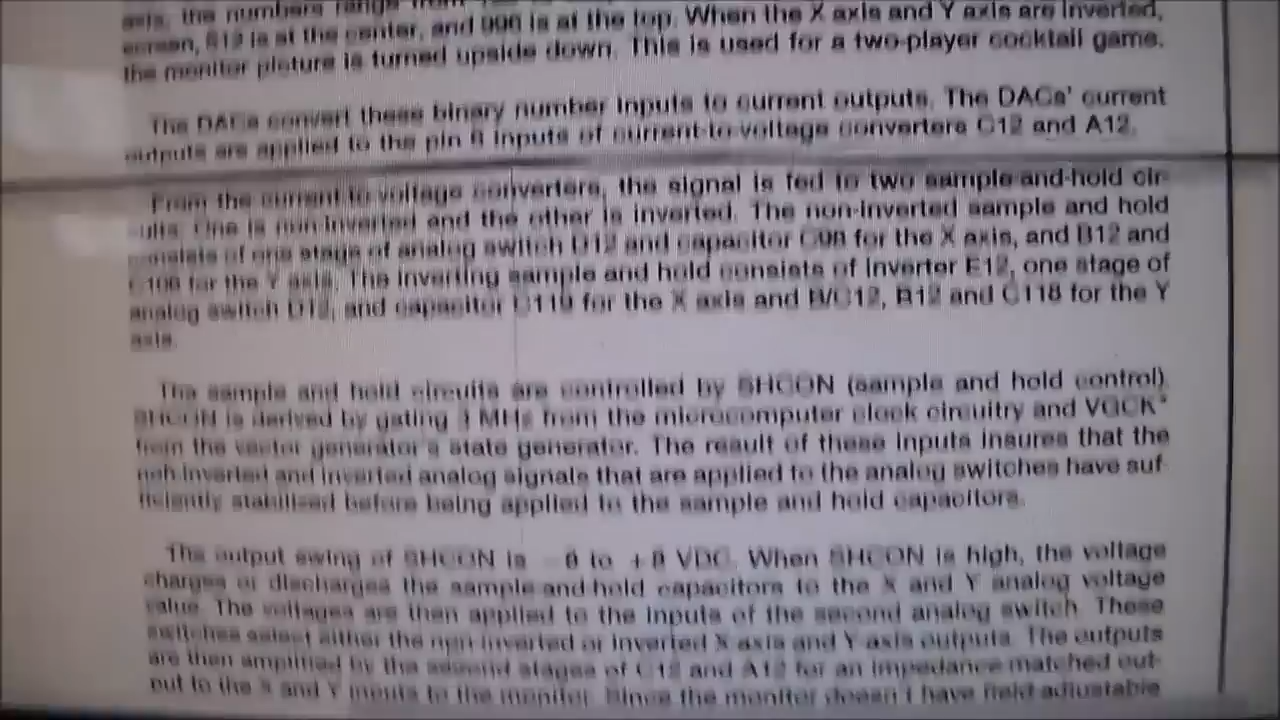 axis, the numbers range from
screen, 512 is at the center, and 996 is at the top. When the X axis and Y axis are inverted,
the monitor picture is turned upside down. This is used for a two-player cocktail game.
The DACs convert these binary number inputs to current outputs. The DACs' current
outputs are applied to the pin 6 inputs of current-to-voltage converters C12 and A12.
From the current to voltage converters, the signal is fed to two sample-and-hold cir-
cuits. One is non-inverted and the other is inverted. The non-inverted sample and hold
consists of one stage of analog switch D12 and capacitor C98 for the X axis, and B12 and
for the Y axis. The inverting sample and hold consists of inverter E12, one stage of
analog switch D12, and capacitor C119 for the X axis and B/C12, B12 and C118 for the Y
axis.
The sample and hold circuits are controlled by SHCON (sample and hold control).
SHCON is derived by gating 3 MHz from the microcomputer clock circuitry and VGCK*
from the vector generator's state generator. The result of these inputs insures that the
non-inverted and inverted analog signals that are applied to the analog switches have suf-
ficiently stabilized before being applied to the sample and hold capacitors.
The output swing of SHCON is -8 to +8 VDC. When SHCON is high, the voltage
charges or discharges the sample-and-hold capacitors to the X and Y analog voltage
value. The voltages are then applied to the inputs of the second analog switch. These
switches select either the non-inverted or inverted X-axis and Y-axis outputs. The outputs
are then amplified by the second stages of C12 and A12 for an impedance-matched out-
put to the X and Y inputs to the monitor. Since the monitor doesn't have field adjustable